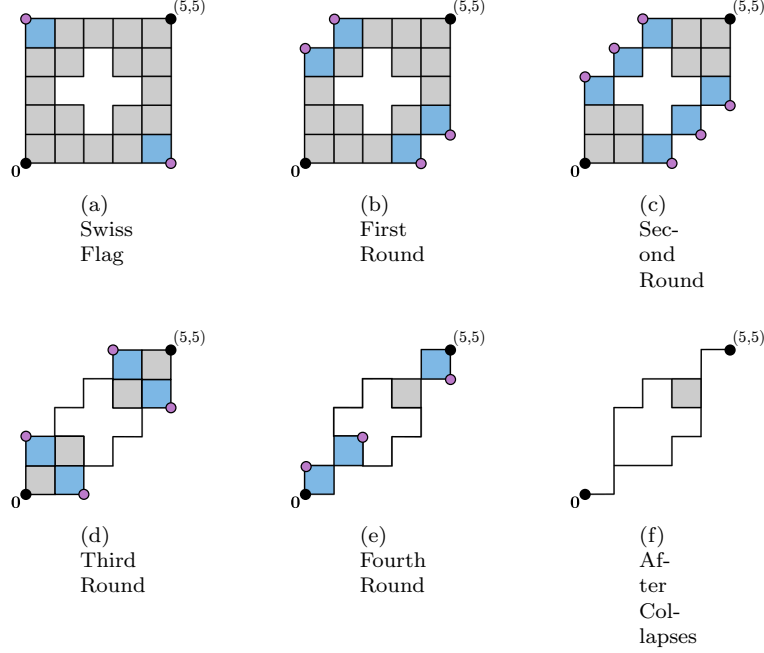 (5,5)
0
(a)
Swiss
Flag
(5,5)
0
(b)
First
Round
(5,5)
0
(c)
Sec-
ond
Round
(5,5)
0
(d)
Third
Round
(5,5)
0
(e)
Fourth
Round
(5,5)
0
(f)
Af-
ter
Col-
lapses